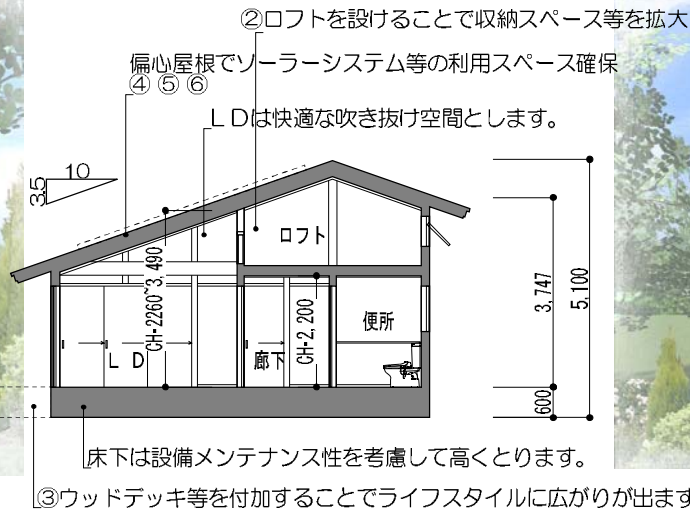 ②ロフトを設けることで収納スペース等を拡大
偏心屋根でソーラーシステム等の利用スペース確保
④ ⑤ ⑥
ＬＤは快適な吹き抜け空間とします。
10
3.5
ロフト
CH-2260~3,490
CH-2,200
便所
ＬＤ
廊下
3,747
5,100
600
床下は設備メンテナンス性を考慮して高くとります。
③ウッドデッキ等を付加することでライフスタイルに広がりが出ます